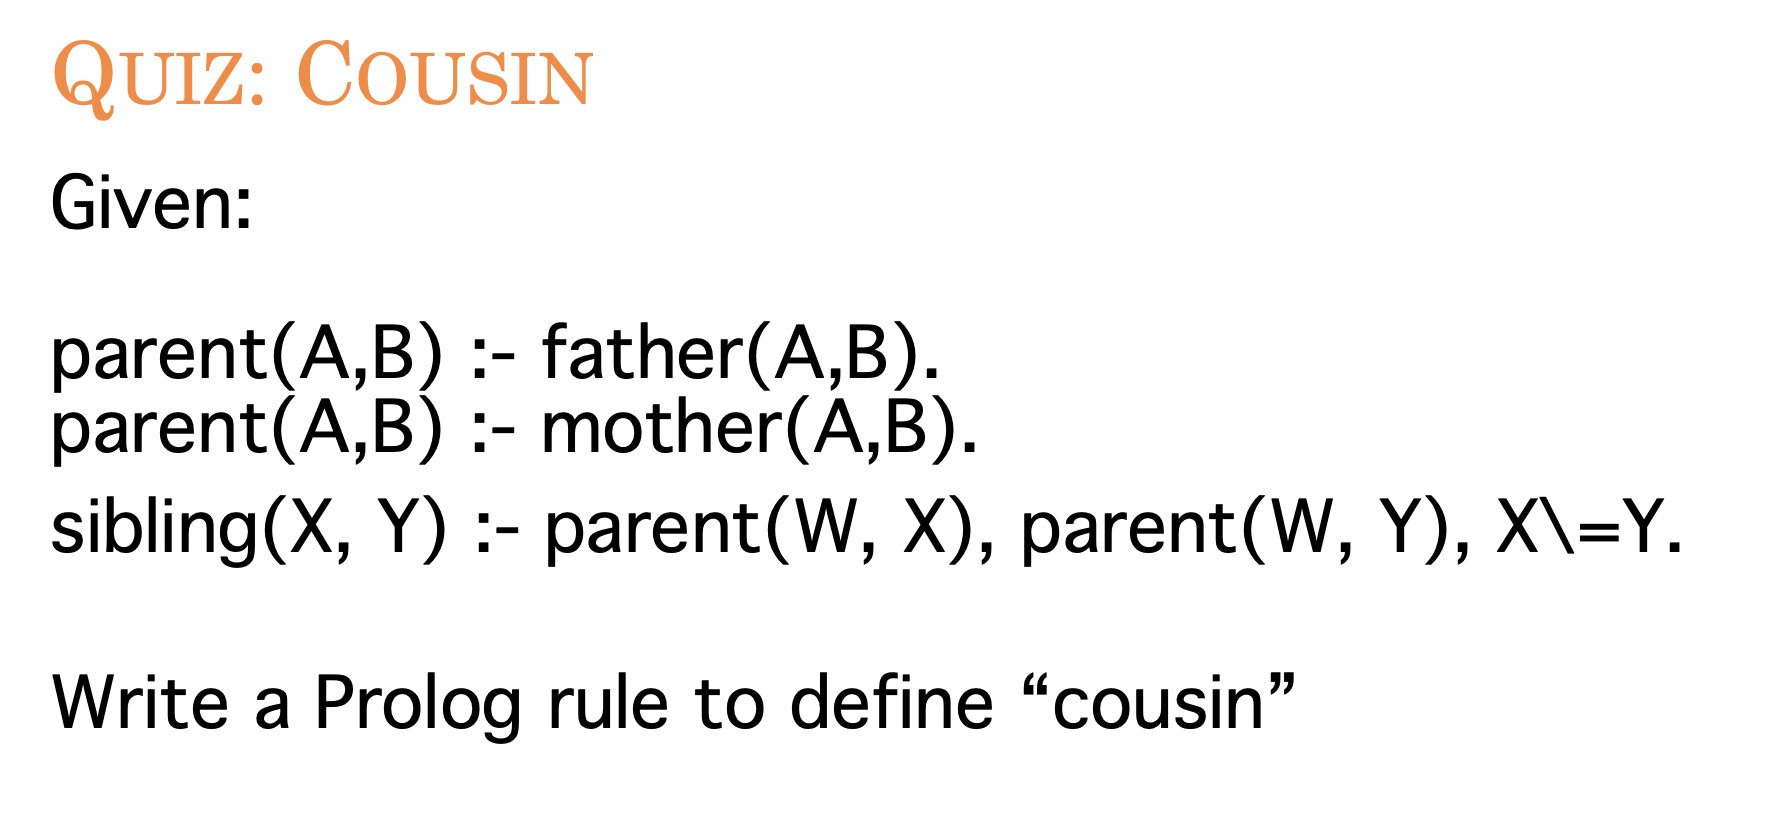 QUIZ: COUSIN
Given:
parent(A,B) :- father(A,B).
parent(A,B) :- mother(A,B).
sibling(X, Y) :- parent(W, X), parent(W, Y), X\=Y.
Write a Prolog rule to define “cousin”